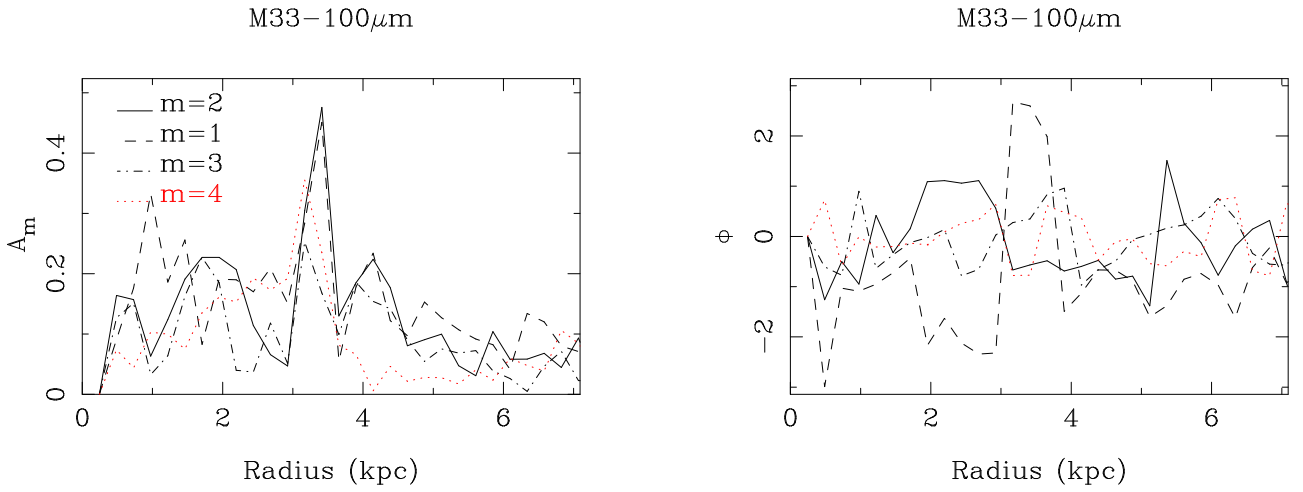 M33-100μm
A_m
0.4
0.2
0
m=2
m=1
m=3
m=4
0 2 4 6
Radius (kpc)
M33-100μm
ϕ
2
0
-2
0 2 4 6
Radius (kpc)